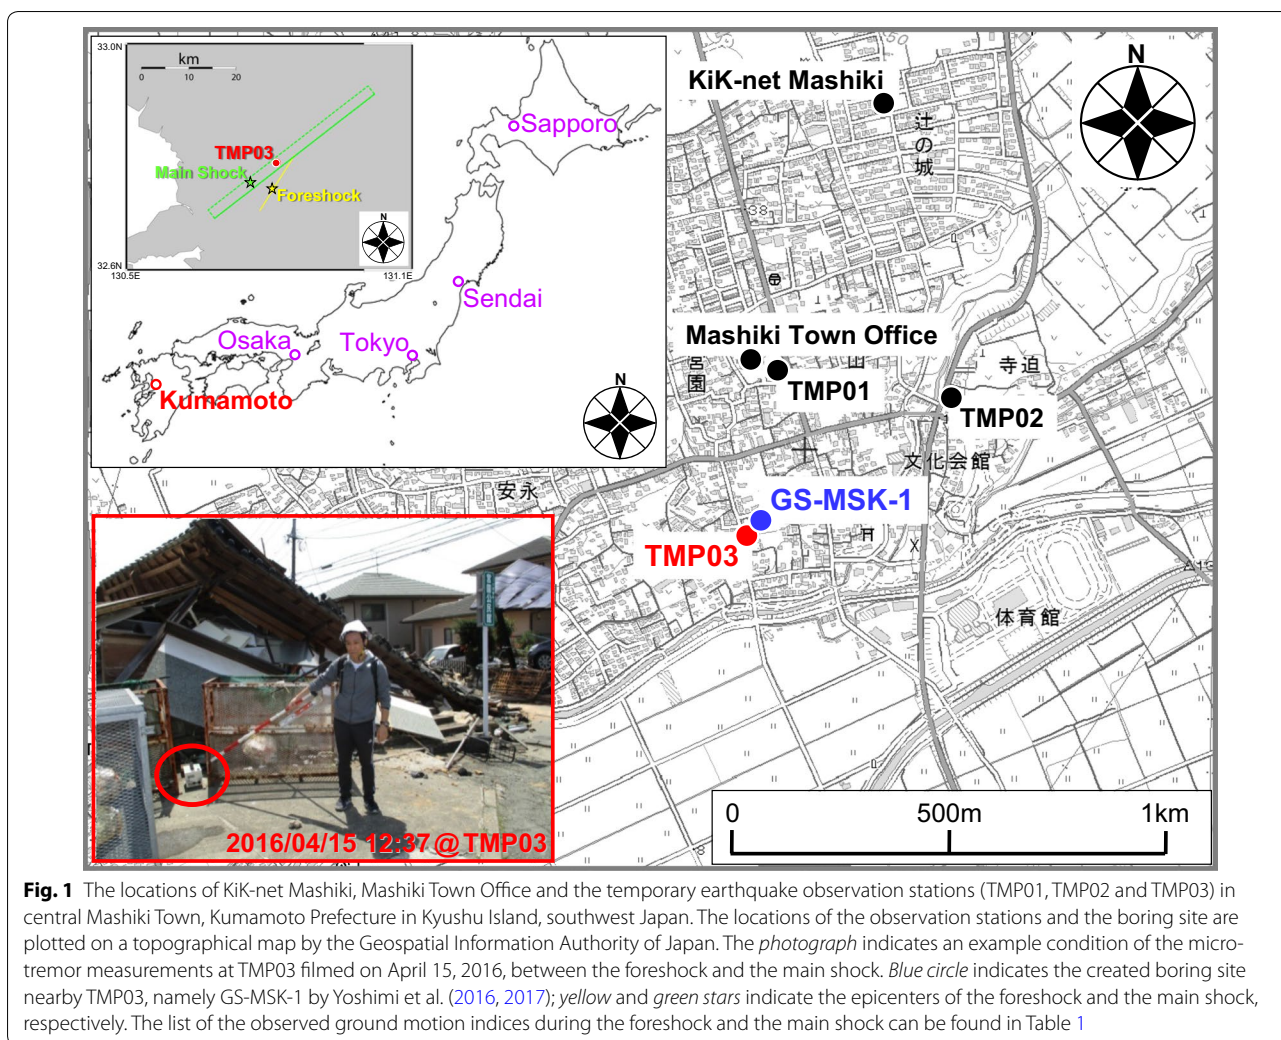 33.0N
km
0 10 20
TMP03
Main Shock
Foreshock
N
32.6N
130.5E
131.1E
Sapporo
Sendai
Osaka
Tokyo
Kumamoto
N
50
N
KiK-net Mashiki
辻の城
38
Mashiki Town Office
宮園
山
寺迫
TMP01
TMP02
文化会館
安永
GS-MSK-1
TMP03
体育館
2016/04/15 12:37@TMP03
0 500m 1km
Fig. 1 The locations of KiK-net Mashiki, Mashiki Town Office and the temporary earthquake observation stations (TMP01, TMP02 and TMP03) in
central Mashiki Town, Kumamoto Prefecture in Kyushu Island, southwest Japan. The locations of the observation stations and the boring site are
plotted on a topographical map by the Geospatial Information Authority of Japan. The photograph indicates an example condition of the micro-
tremor measurements at TMP03 filmed on April 15, 2016, between the foreshock and the main shock. Blue circle indicates the created boring site
nearby TMP03, namely GS-MSK-1 by Yoshimi et al. (2016, 2017); yellow and green stars indicate the epicenters of the foreshock and the main shock,
respectively. The list of the observed ground motion indices during the foreshock and the main shock can be found in Table 1